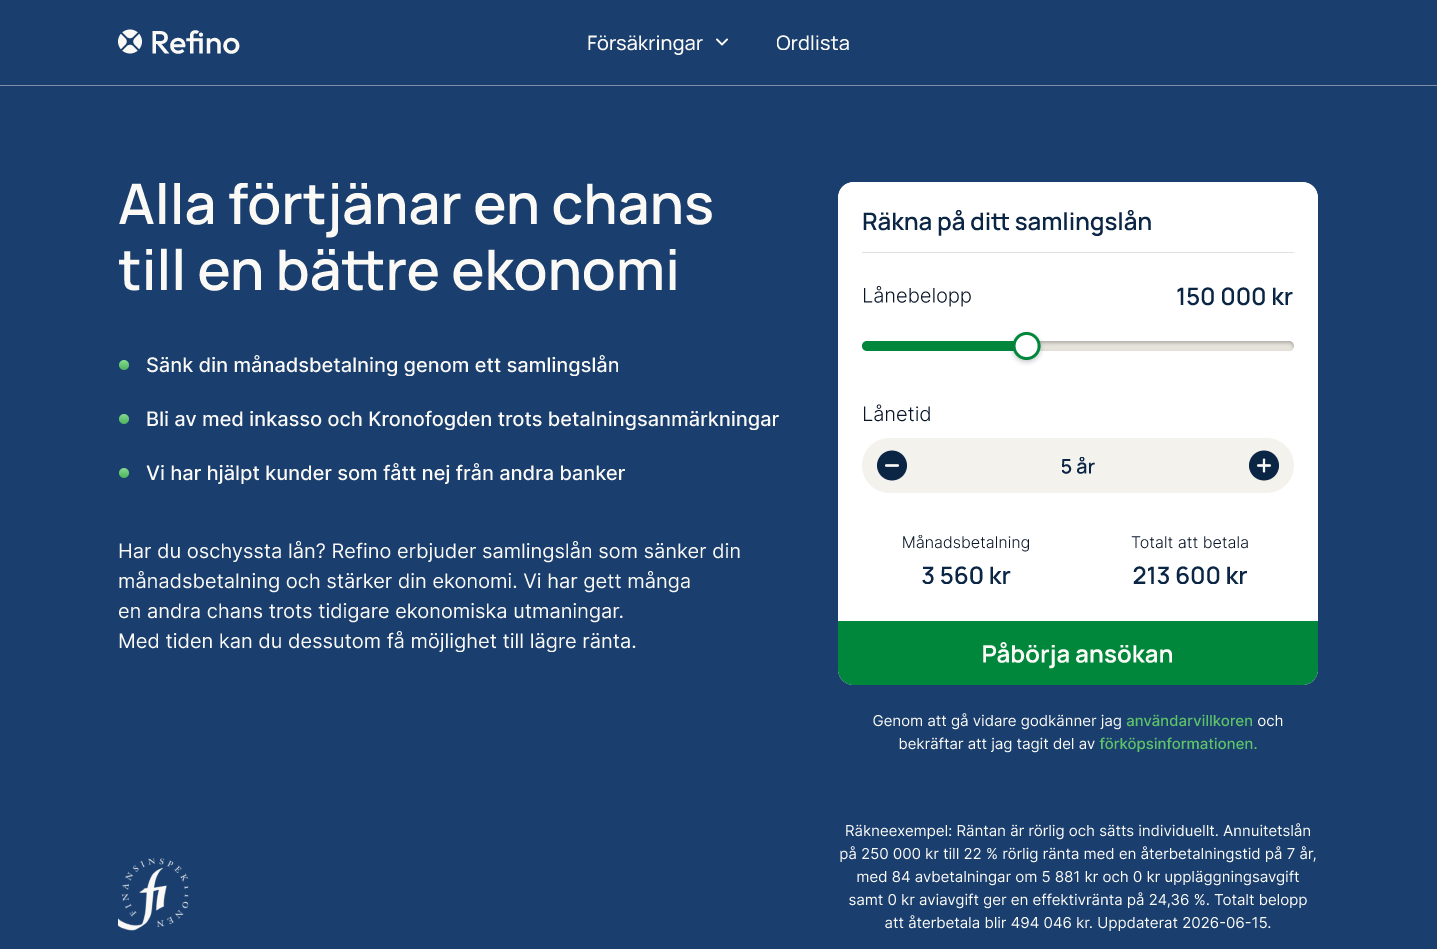 Refino
Försäkringar
Ordlista
Alla förtjänar en chans
till en bättre ekonomi
Sänk din månadsbetalning genom ett samlingslån
Bli av med inkasso och Kronofogden trots betalningsanmärkningar
Vi har hjälpt kunder som fått nej från andra banker
Har du oschyssta lån? Refino erbjuder samlingslån som sänker din
månadsbetalning och stärker din ekonomi. Vi har gett många
en andra chans trots tidigare ekonomiska utmaningar.
Med tiden kan du dessutom få möjlighet till lägre ränta.
FINANSINSPEKTIONEN
fi
Räkna på ditt samlingslån
Lånebelopp
150 000 kr
Lånetid
5 år
Månadsbetalning
Totalt att betala
3 560 kr
213 600 kr
Påbörja ansökan
Genom att gå vidare godkänner jag användarvillkoren och
bekräftar att jag tagit del av förköpsinformationen.
Räkneexempel: Räntan är rörlig och sätts individuellt. Annuitetslån
på 250 000 kr till 22 % rörlig ränta med en återbetalningstid på 7 år,
med 84 avbetalningar om 5 881 kr och 0 kr uppläggningsavgift
samt 0 kr aviavgift ger en effektivränta på 24,36 %. Totalt belopp
att återbetala blir 494 046 kr. Uppdaterat 2026-06-15.